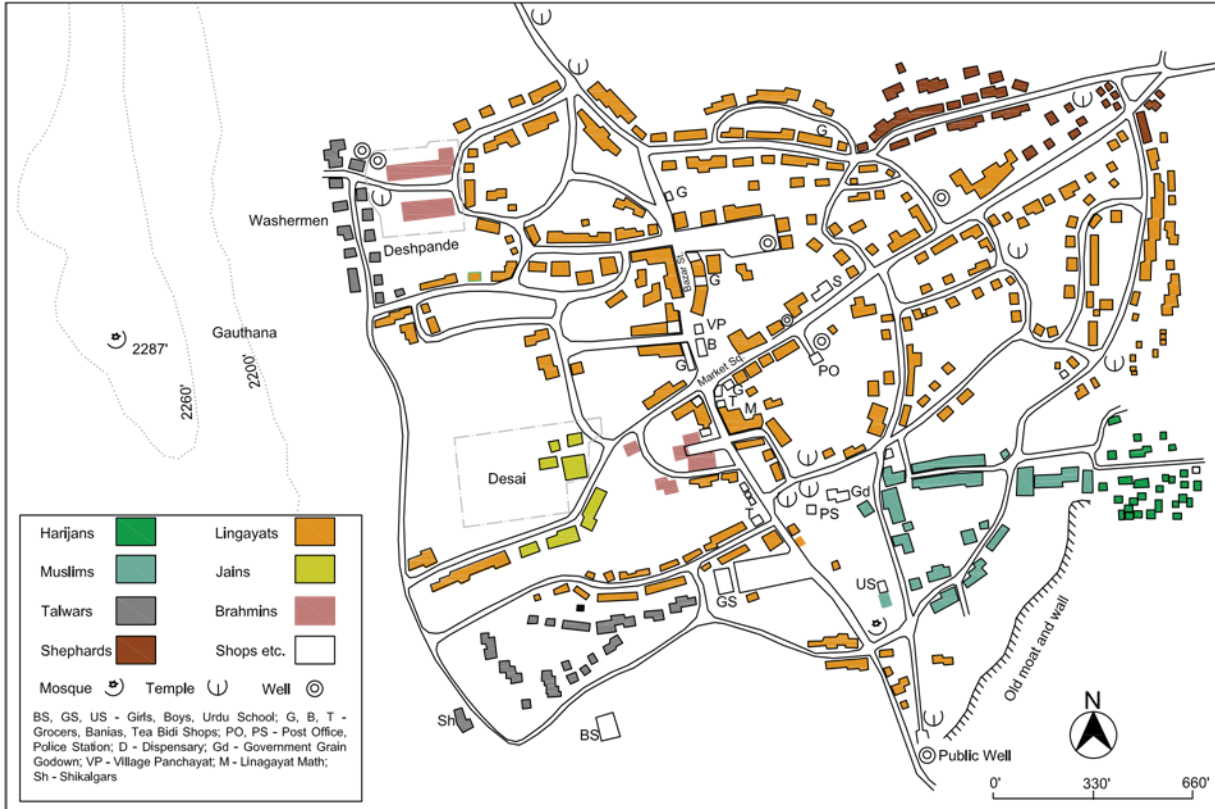 G
G
Washermen
Deshpande
Bazar St.
G
S
Gauthana
2287'
2200'
2260'
VP
B
G
Market Sq.
PO
G
T
M
Desai
Gd
PS
T
US
GS
Old moat and wall
Sh
BS
Public Well
N
0' 330' 660'
Harijans
Lingayats
Muslims
Jains
Talwars
Brahmins
Shephards
Shops etc.
Mosque
Temple
Well
BS, GS, US - Girls, Boys, Urdu School; G, B, T -
Grocers, Banias, Tea Bidi Shops; PO, PS - Post Office,
Police Station; D - Dispensary; Gd - Government Grain
Godown; VP - Village Panchayat; M - Linagayat Math;
Sh - Shikalgars